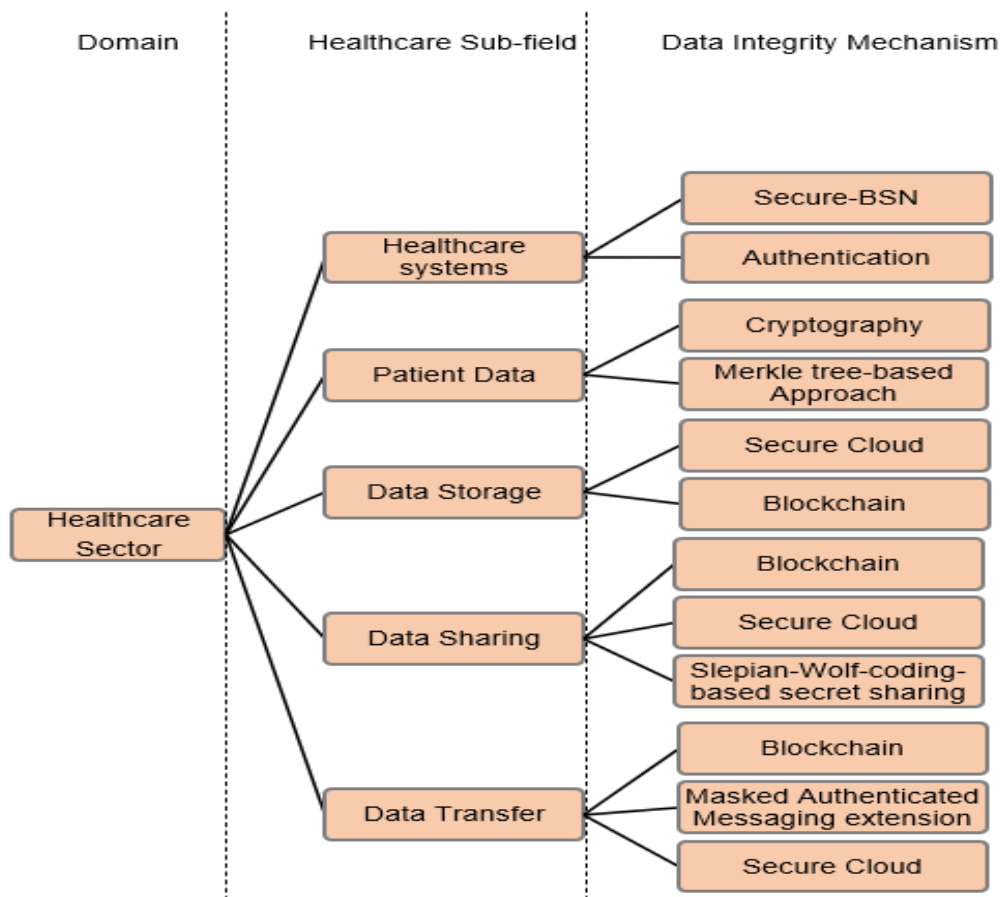 Domain
Healthcare Sub-field
Data Integrity Mechanism
Healthcare
Sector
Healthcare
systems
Secure-BSN
Authentication
Patient Data
Cryptography
Merkle tree-based
Approach
Data Storage
Secure Cloud
Blockchain
Data Sharing
Blockchain
Secure Cloud
Slepian-Wolf-coding-
based secret sharing
Data Transfer
Blockchain
Masked Authenticated
Messaging extension
Secure Cloud